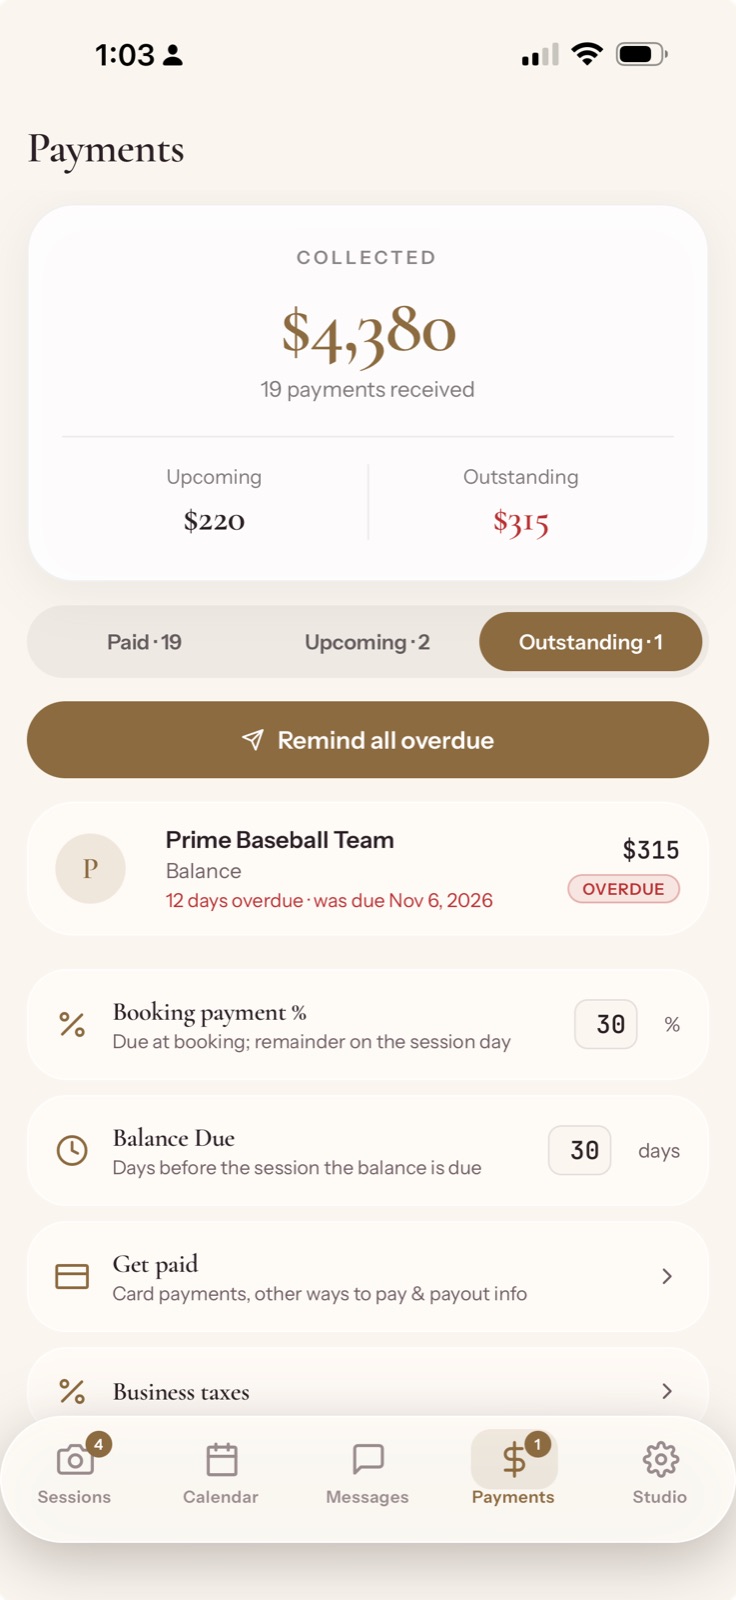 1:03
Payments
COLLECTED
$4,380
19 payments received
Upcoming
$220
Outstanding
$315
Paid · 19
Upcoming · 2
Outstanding · 1
Remind all overdue
P
Prime Baseball Team
Balance
12 days overdue · was due Nov 6, 2026
$315
OVERDUE
Booking payment %
Due at booking; remainder on the session day
30 %
Balance Due
Days before the session the balance is due
30 days
Get paid
Card payments, other ways to pay & payout info
Business taxes
4
Sessions
Calendar
Messages
1
Payments
Studio